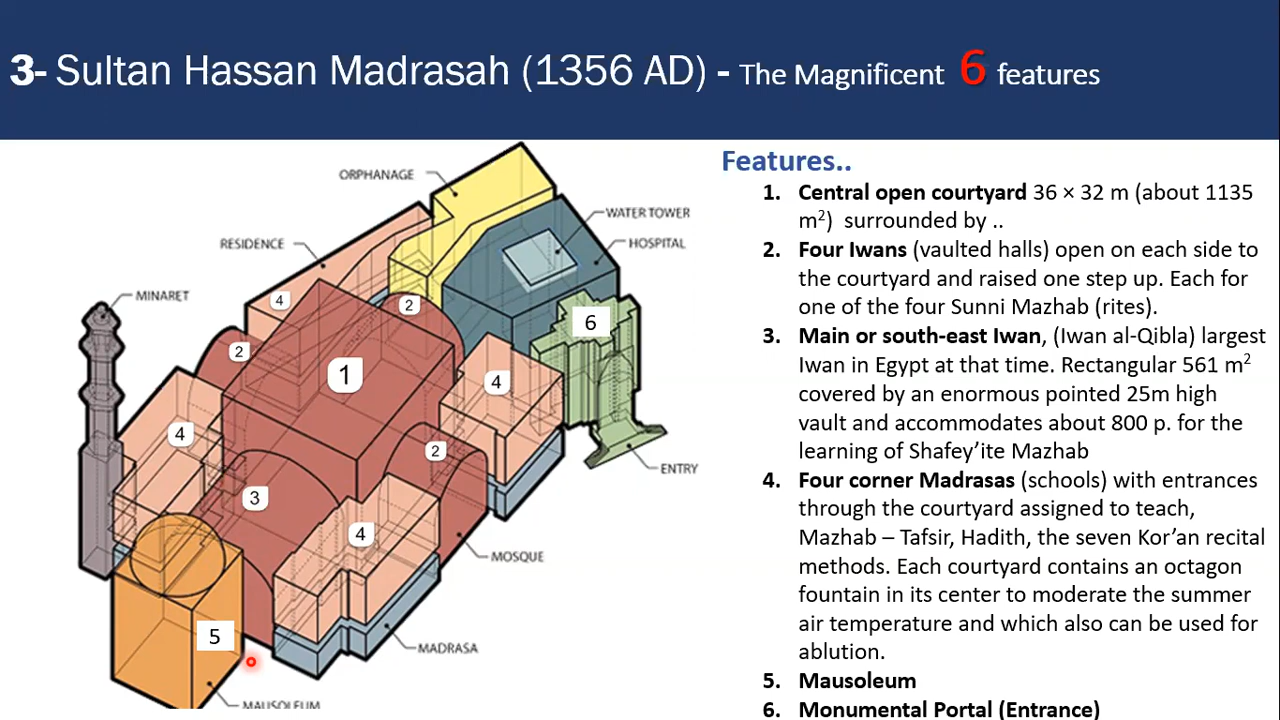 3- Sultan Hassan Madrasah (1356 AD) - The Magnificent 6 features
ORPHANAGE
WATER TOWER
RESIDENCE
HOSPITAL
MINARET
4
2
6
2
1
4
4
2
ENTRY
3
4
MOSQUE
5
MADRASA
MAUSOLEUM
Features..
1. Central open courtyard 36 × 32 m (about 1135
m²) surrounded by ..
2. Four Iwans (vaulted halls) open on each side to
the courtyard and raised one step up. Each for
one of the four Sunni Mazhab (rites).
3. Main or south-east Iwan, (Iwan al-Qibla) largest
Iwan in Egypt at that time. Rectangular 561 m²
covered by an enormous pointed 25m high
vault and accommodates about 800 p. for the
learning of Shafey’ite Mazhab
4. Four corner Madrasas (schools) with entrances
through the courtyard assigned to teach,
Mazhab – Tafsir, Hadith, the seven Kor’an recital
methods. Each courtyard contains an octagon
fountain in its center to moderate the summer
air temperature and which also can be used for
ablution.
5. Mausoleum
6. Monumental Portal (Entrance)